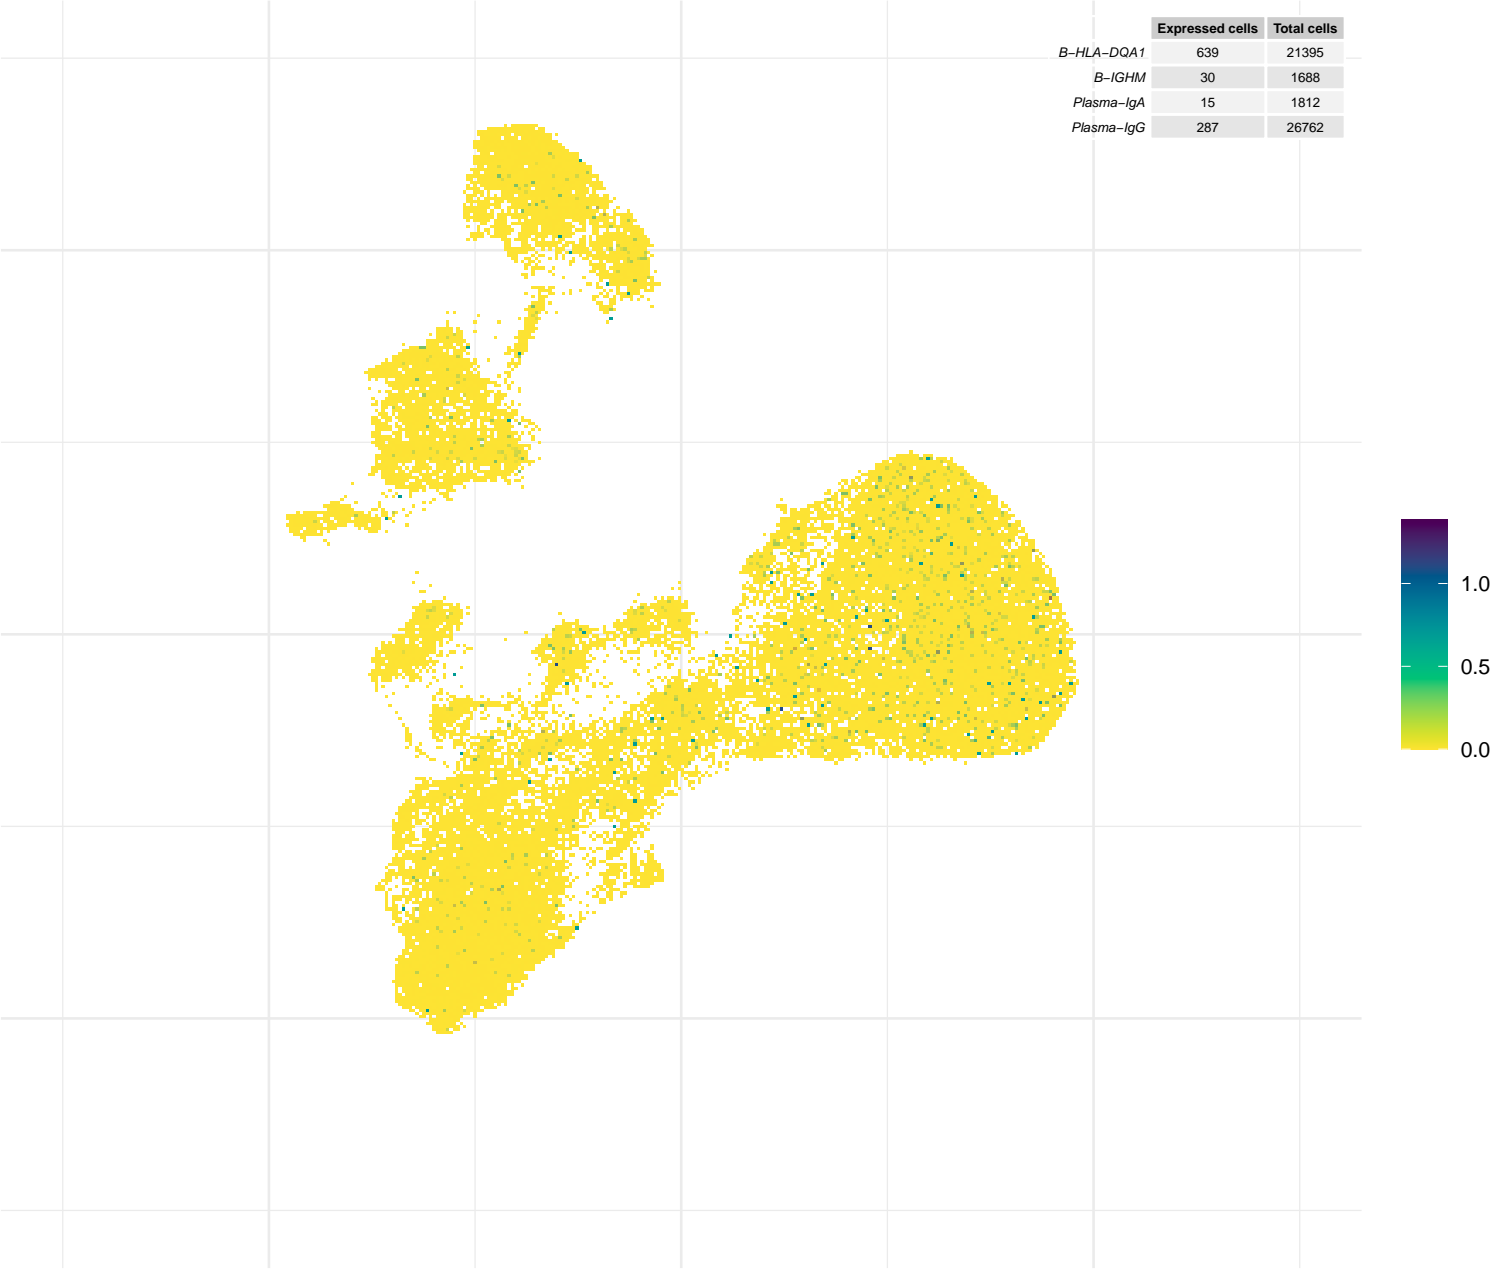 Expressed cells Total cells
B−HLA−DQA1 639 21395
B−IGHM 30 1688
Plasma−IgA 15 1812
Plasma−IgG 287 26762
1.0
0.5
0.0